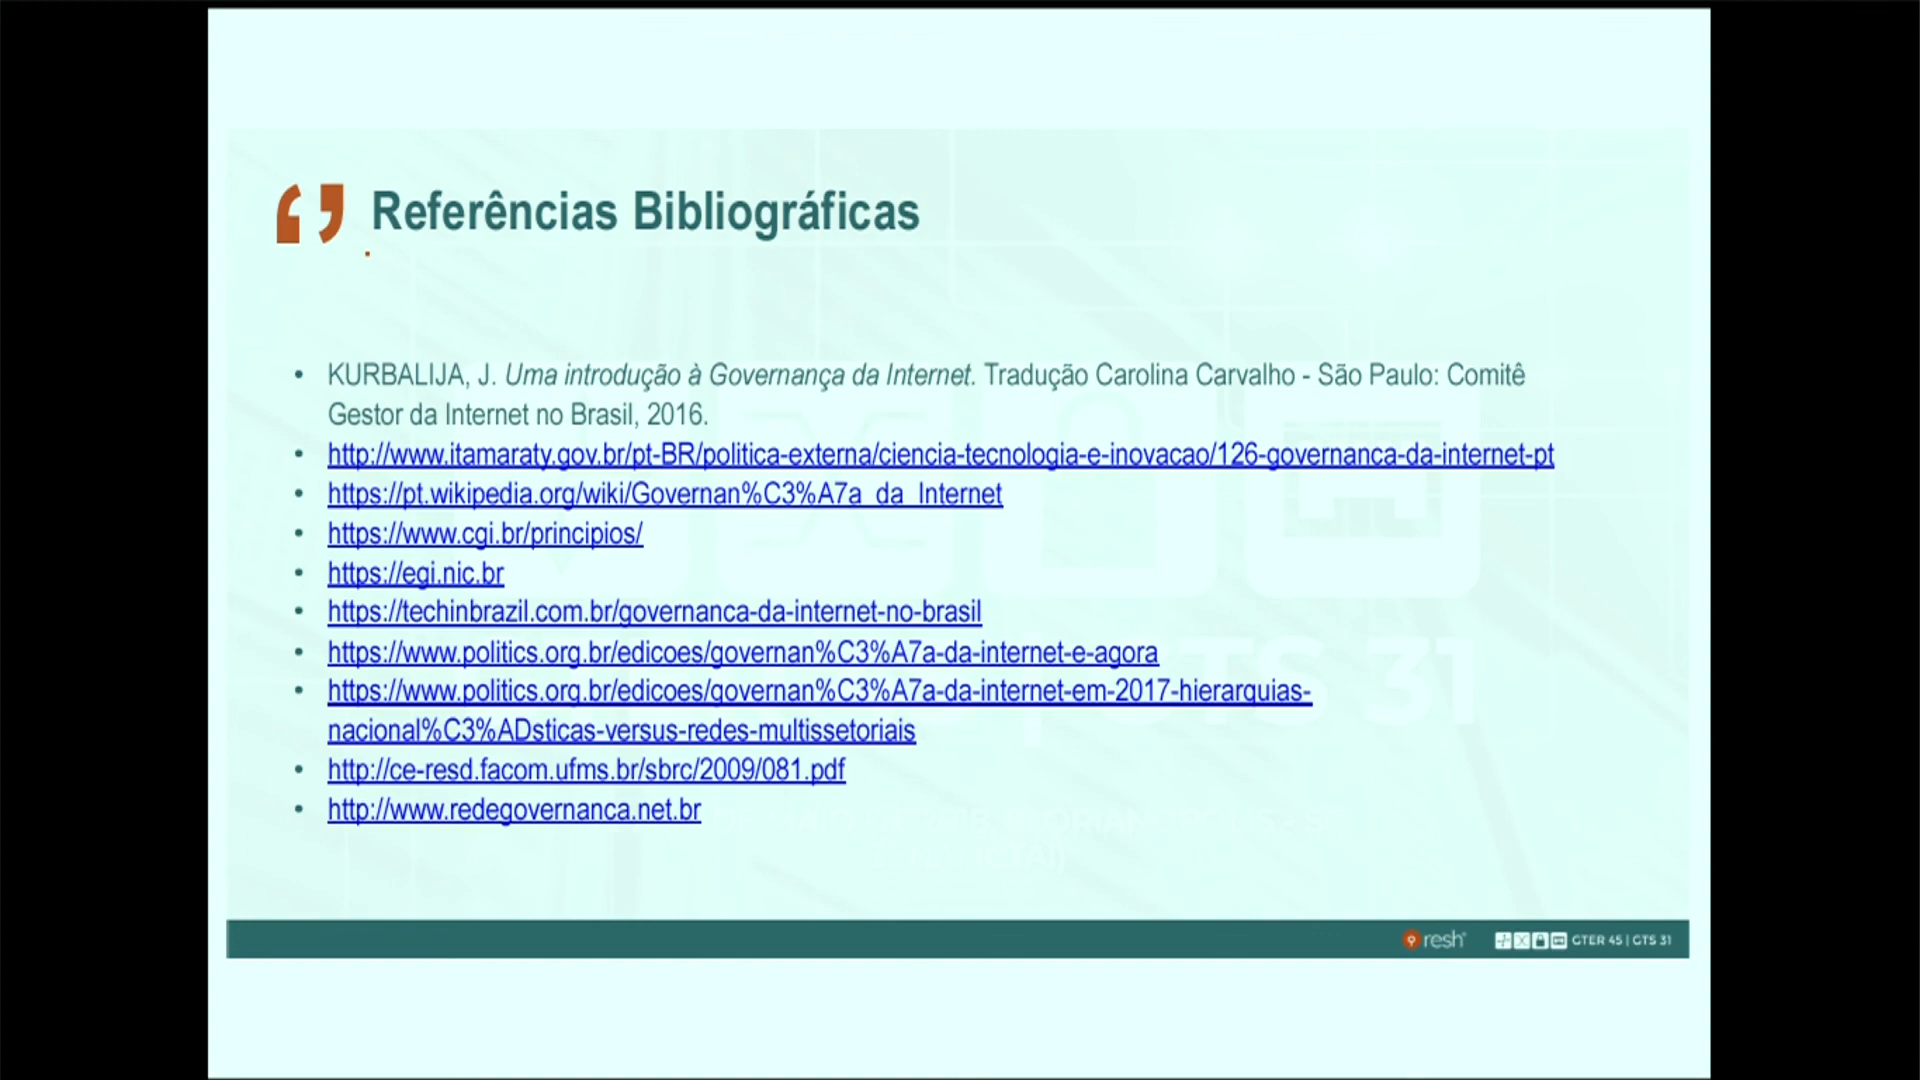 Referências Bibliográficas
• KURBALIJA, J. Uma introdução à Governança da Internet. Tradução Carolina Carvalho - São Paulo: Comitê
Gestor da Internet no Brasil, 2016.
• http://www.itamaraty.gov.br/pt-BR/politica-externa/ciencia-tecnologia-e-inovacao/126-governanca-da-internet-pt
• https://pt.wikipedia.org/wiki/Governan%C3%A7a_da_Internet
• https://www.cgi.br/principios/
• https://egi.nic.br
• https://techinbrazil.com.br/governanca-da-internet-no-brasil
• https://www.politics.org.br/edicoes/governan%C3%A7a-da-internet-e-agora
• https://www.politics.org.br/edicoes/governan%C3%A7a-da-internet-em-2017-hierarquias-
nacional%C3%ADsticas-versus-redes-multissetoriais
• http://ce-resd.facom.ufms.br/sbrc/2009/081.pdf
• http://www.redegovernanca.net.br
GTS 31
resh
GTER 45 | GTS 31